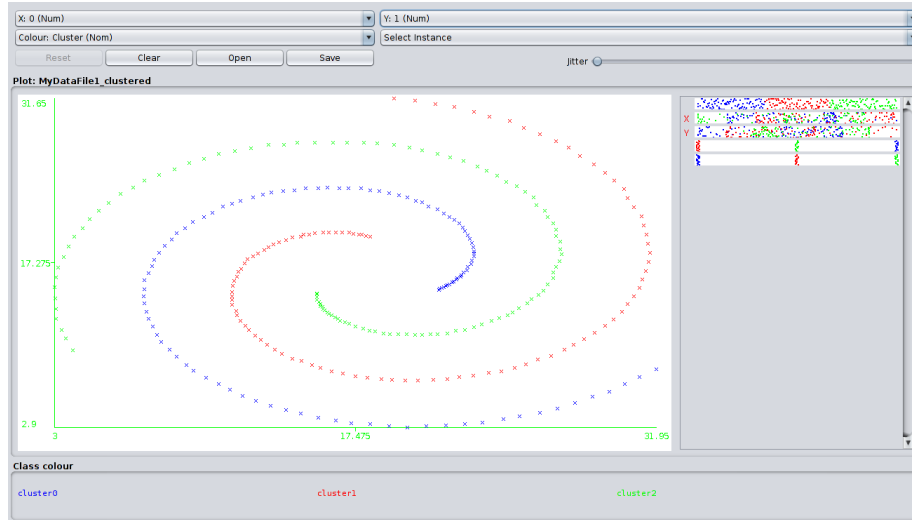 X: 0 (Num) Y: 1 (Num)
Colour: Cluster (Nom) Select Instance
Reset Clear Open Save Jitter
Plot: MyDataFile1_clustered
31.65
X
Y
17.275
2.9
3 17.475 31.95
Class colour
cluster0 cluster1 cluster2